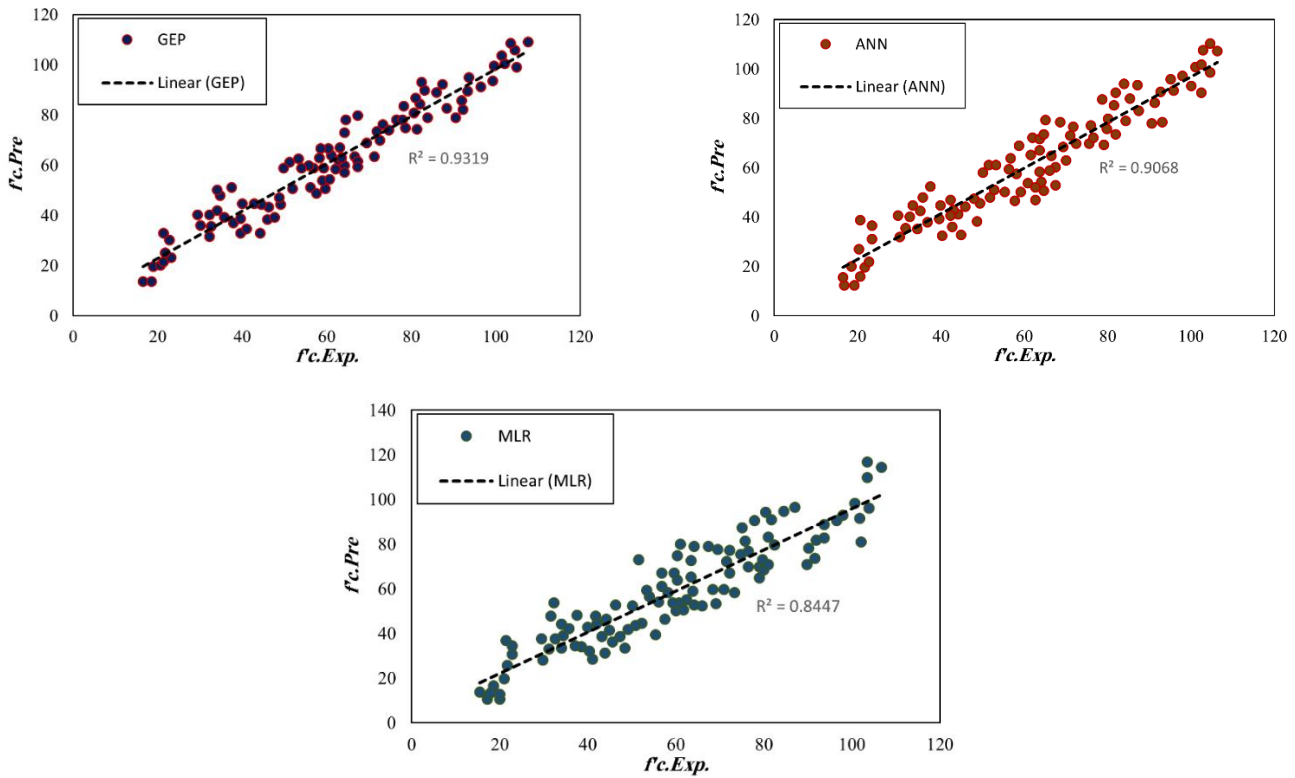 120
100
80
60
40
20
0
f'c.Pre
GEP
Linear (GEP)
R² = 0.9319
0 20 40 60 80 100 120
f'c.Exp.
120
100
80
60
40
20
0
f'c.Pre
ANN
Linear (ANN)
R² = 0.9068
0 20 40 60 80 100 120
f'c.Exp.
140
120
100
80
60
40
20
0
f'c.Pre
MLR
Linear (MLR)
R² = 0.8447
0 20 40 60 80 100 120
f'c.Exp.